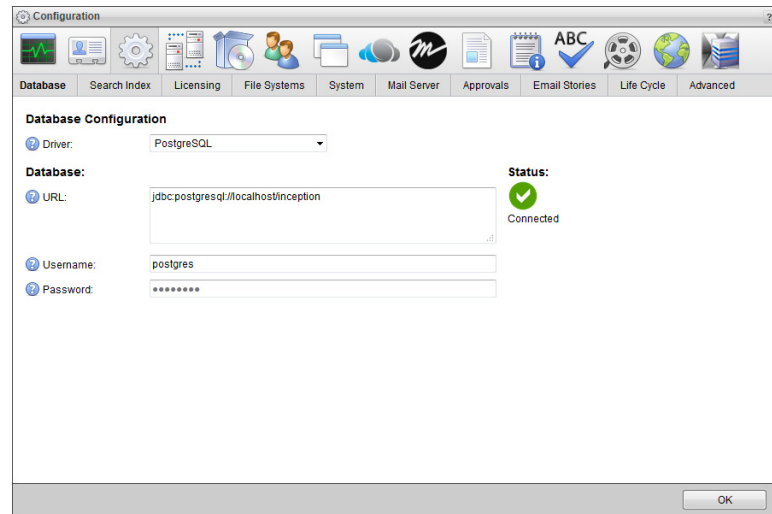 Configuration
?
ABC
Database Search Index Licensing File Systems System Mail Server Approvals Email Stories Life Cycle Advanced
Database Configuration
Driver: PostgreSQL
Database: Status:
URL: jdbc:postgresql://localhost/inception
Connected
Username: postgres
Password: ••••••••
OK